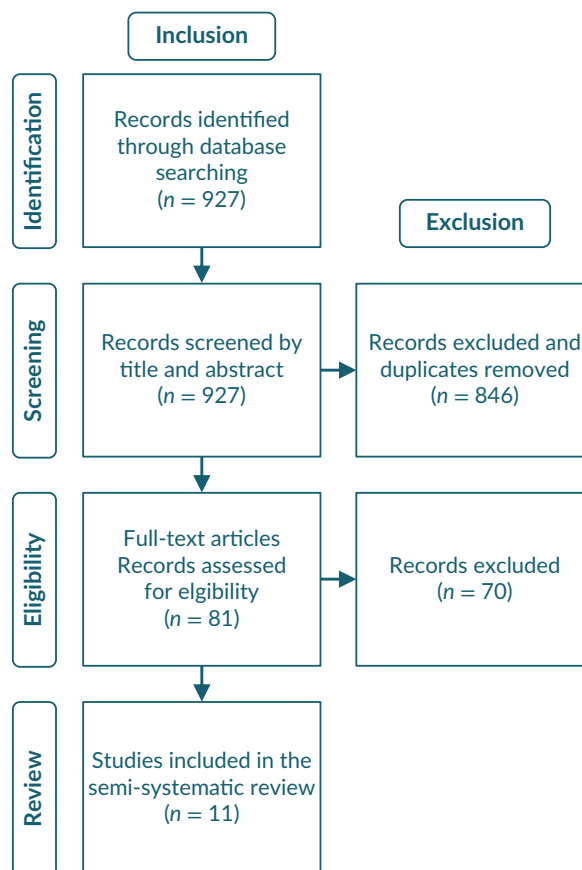 Inclusion
Identification
Records identified
through database
searching
(n = 927)
Exclusion
Screening
Records screened by
title and abstract
(n = 927)
Records excluded and
duplicates removed
(n = 846)
Eligibility
Full-text articles
Records assessed
for elgibility
(n = 81)
Records excluded
(n = 70)
Review
Studies included in the
semi-systematic review
(n = 11)